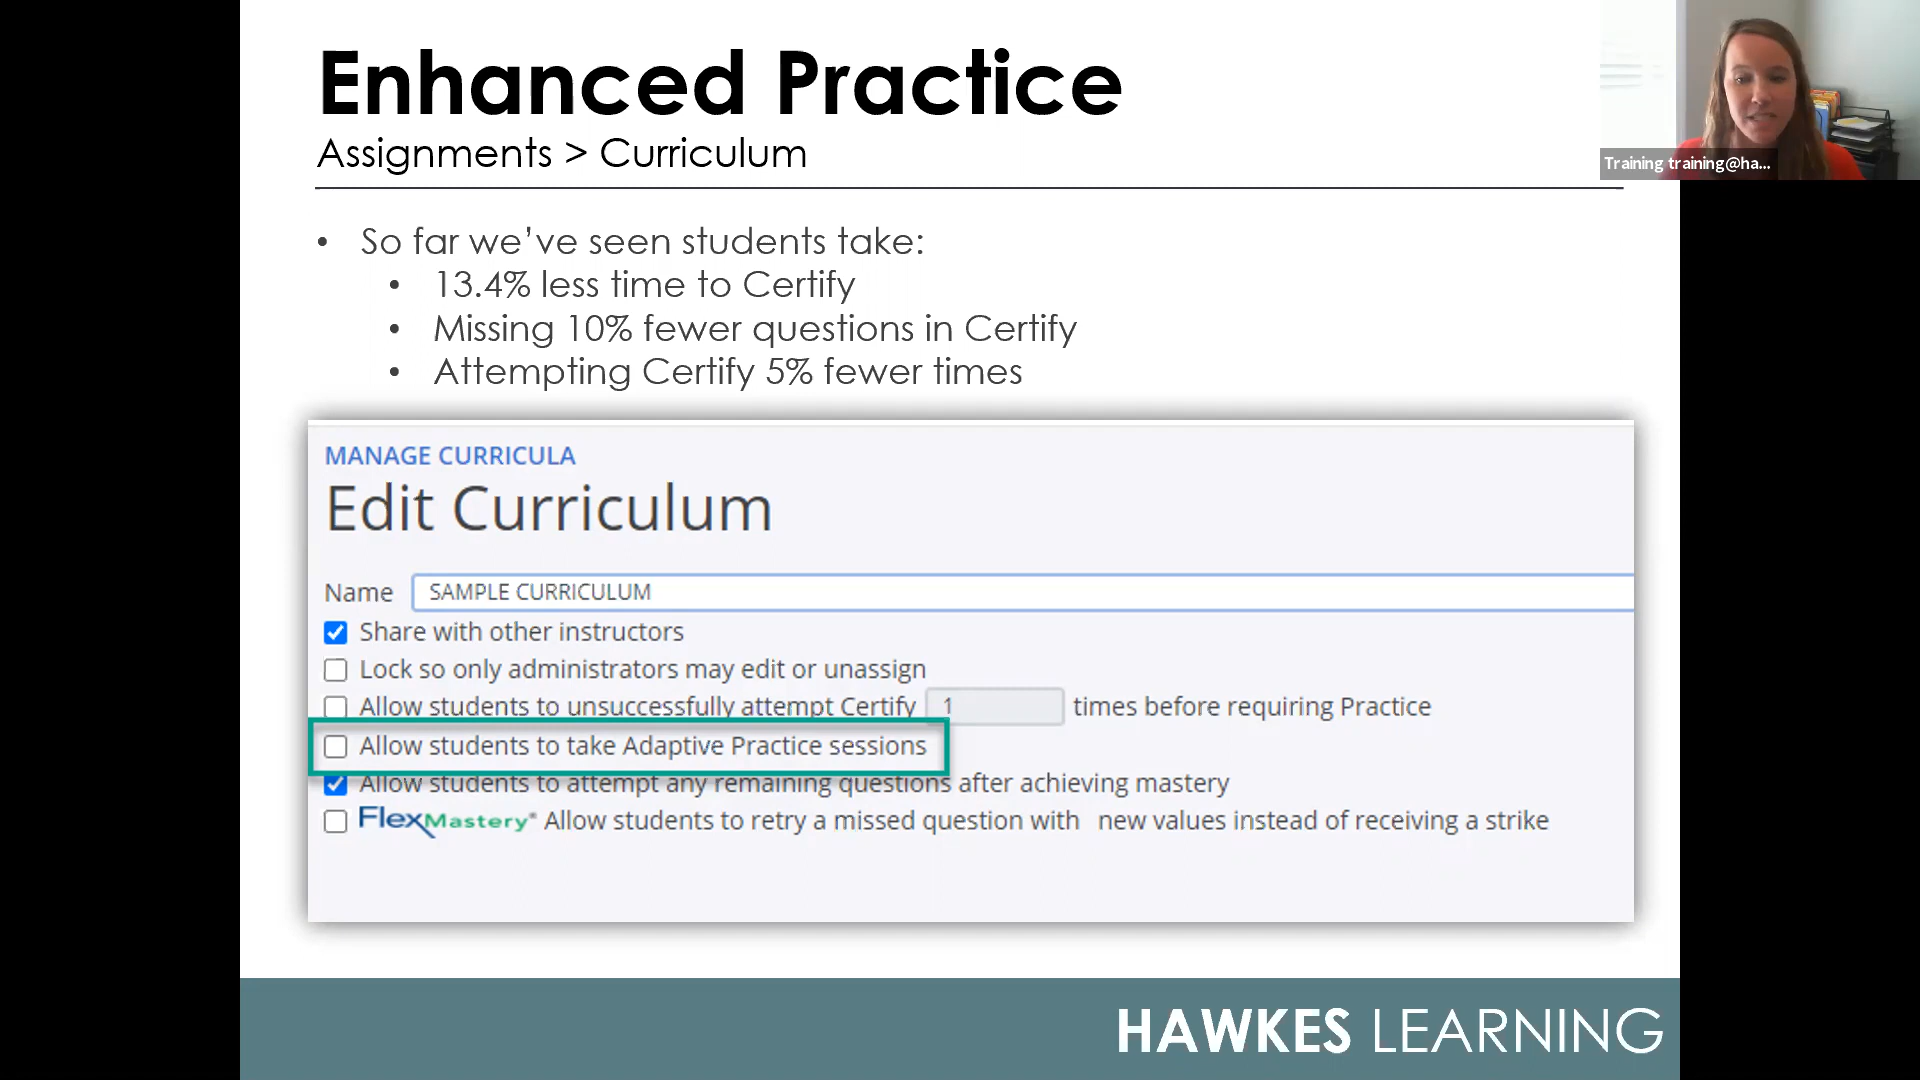 Enhanced Practice
Assignments > Curriculum
Training training@ha...
• So far we’ve seen students take:
• 13.4% less time to Certify
• Missing 10% fewer questions in Certify
• Attempting Certify 5% fewer times
MANAGE CURRICULA
Edit Curriculum
Name SAMPLE CURRICULUM
Share with other instructors
Lock so only administrators may edit or unassign
Allow students to unsuccessfully attempt Certify 1 times before requiring Practice
Allow students to take Adaptive Practice sessions
Allow students to attempt any remaining questions after achieving mastery
FlexMastery® Allow students to retry a missed question with new values instead of receiving a strike
HAWKES LEARNING